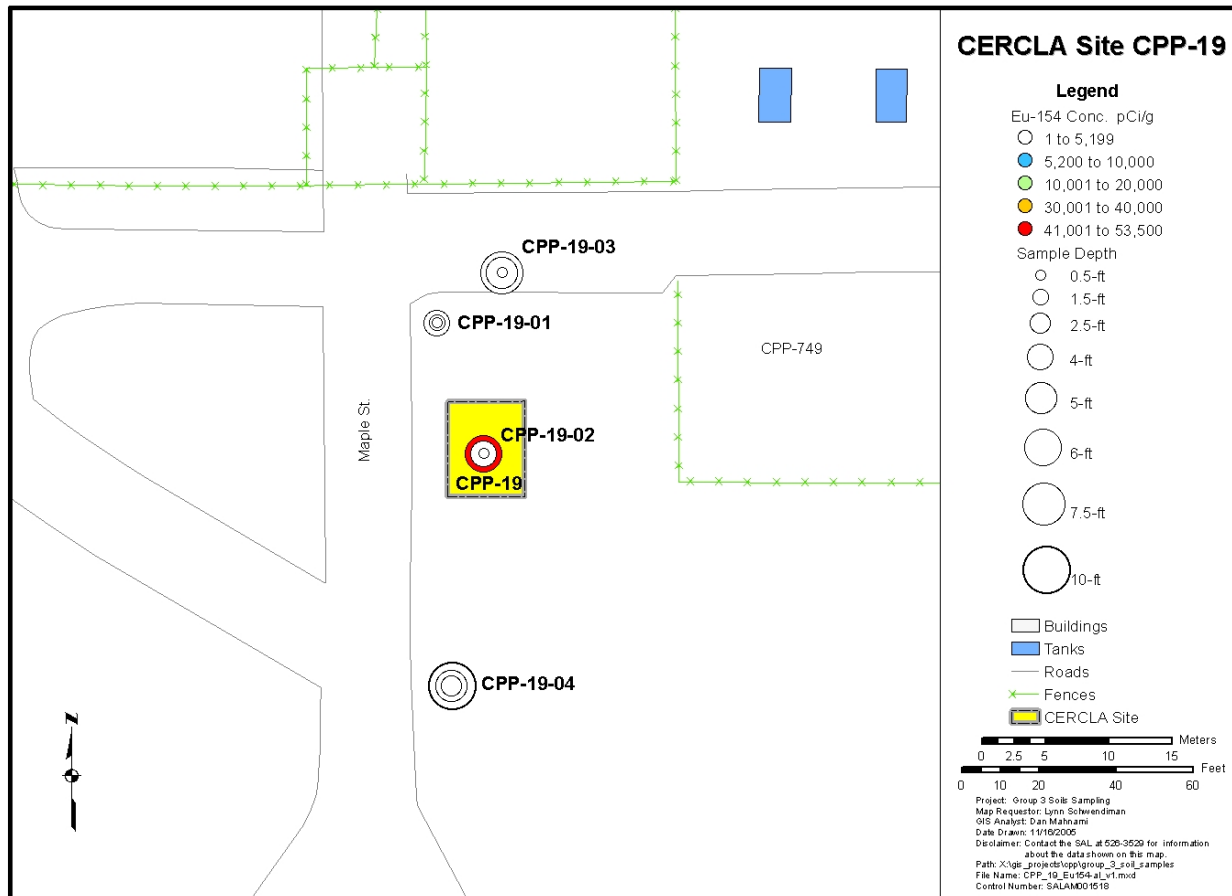 CERCLA Site CPP-19
Legend
Eu-154 Conc. pCi/g
1 to 5,199
5,200 to 10,000
10,001 to 20,000
30,001 to 40,000
41,001 to 53,500
Sample Depth
0.5-ft
1.5-ft
2.5-ft
4-ft
5-ft
6-ft
7.5-ft
10-ft
Buildings
Tanks
Roads
Fences
CERCLA Site
Meters
0 2.5 5 10 15
Feet
0 10 20 40 60
Project: Group 3 Soils Sampling
Map Requestor: Lynn Schwendiman
GIS Analyst: Dan Mahnami
Date Drawn: 11/16/2005
Disclaimer: Contact the SAL at 526-3529 for information
about the data shown on this map.
Path: X:\gis_projects\cpp\group_3_soil_samples
File Name: CPP_19_Eu154-al_v1.mxd
Control Number: SALAM001518
CPP-19-03
CPP-19-01
CPP-749
Maple St.
CPP-19-02
CPP-19
CPP-19-04
N